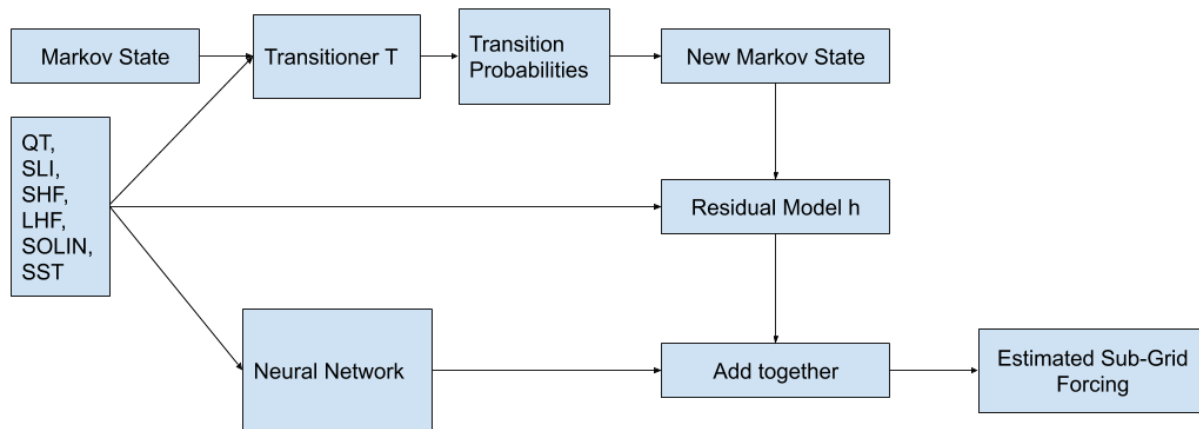 Markov State
Transitioner T
Transition
Probabilities
New Markov State
QT,
SLI,
SHF,
LHF,
SOLIN,
SST
Residual Model h
Neural Network
Add together
Estimated Sub-Grid
Forcing